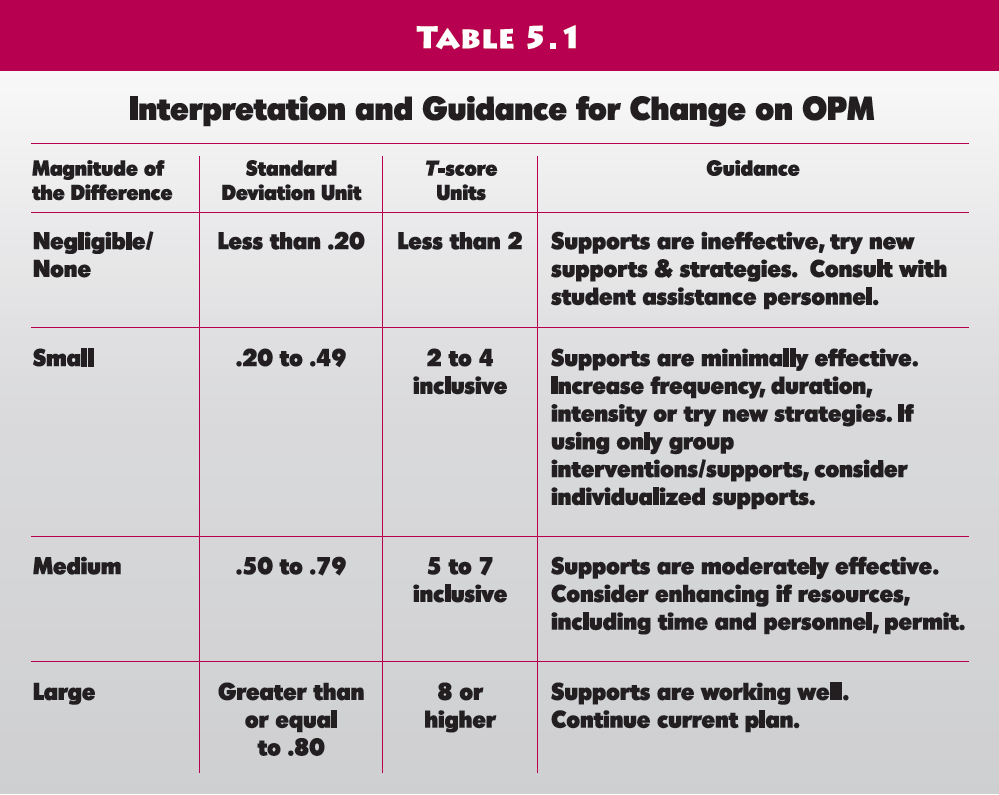 TABLE 5.1
Interpretation and Guidance for Change on OPM
Magnitude of
the Difference
Standard
Deviation Unit
T-score
Units
Guidance
Negligible/
None
Less than .20
Less than 2
Supports are ineffective, try new
supports & strategies.  Consult with
student assistance personnel.
Small
.20 to .49
2 to 4
inclusive
Supports are minimally effective.
Increase frequency, duration,
intensity or try new strategies. If
using only group
interventions/supports, consider
individualized supports.
Medium
.50 to .79
5 to 7
inclusive
Supports are moderately effective.
Consider enhancing if resources,
including time and personnel, permit.
Large
Greater than
or equal
to .80
8 or
higher
Supports are working well.
Continue current plan.